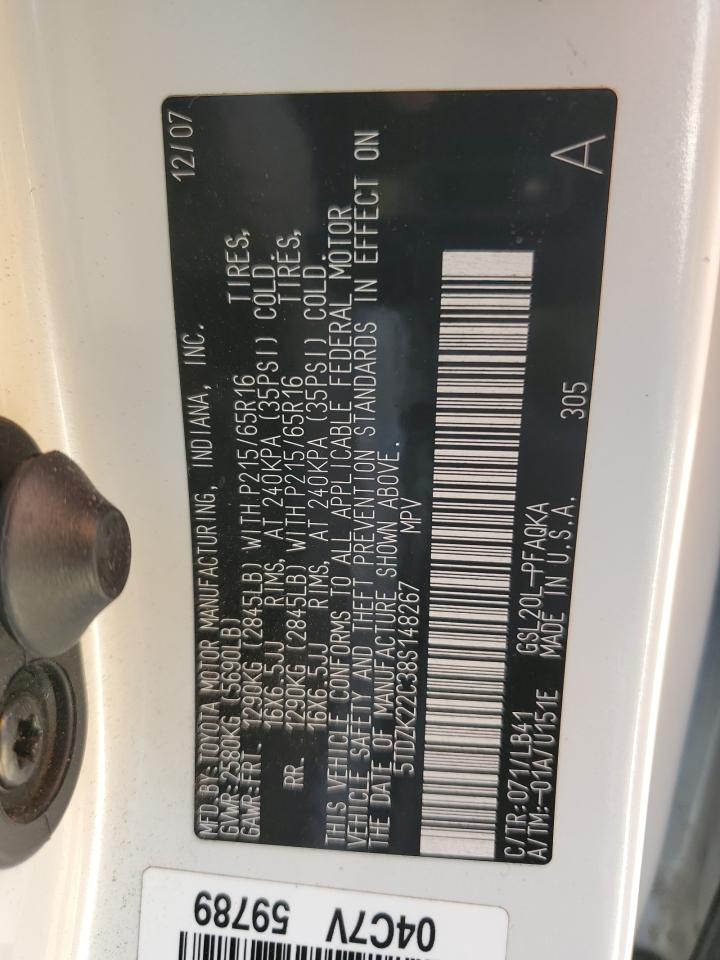 MFD BY: TOYOTA MOTOR MANUFACTURING, INDIANA, INC. 12/07
GVWR: 2580KG (5690LB)
GAWR: FRT. 1290KG (2845LB) WITH P215/65R16 TIRES,
16X6.5JJ RIMS, AT 240KPA (35PSI) COLD.
RR. 1290KG (2845LB) WITH P215/65R16 TIRES,
16X6.5JJ RIMS, AT 240KPA (35PSI) COLD
THIS VEHICLE CONFORMS TO ALL APPLICABLE FEDERAL MOTOR
VEHICLE SAFETY AND THEFT PREVENTION STANDARDS IN EFFECT ON
THE DATE OF MANUFACTURE SHOWN ABOVE.
5TDZK22C38S148267 MPV
C/TR: 071/LB41 GSL20L-PFAQKA 305 A
A/TM: -01A/U151E MADE IN U.S.A.
04C7V 59789